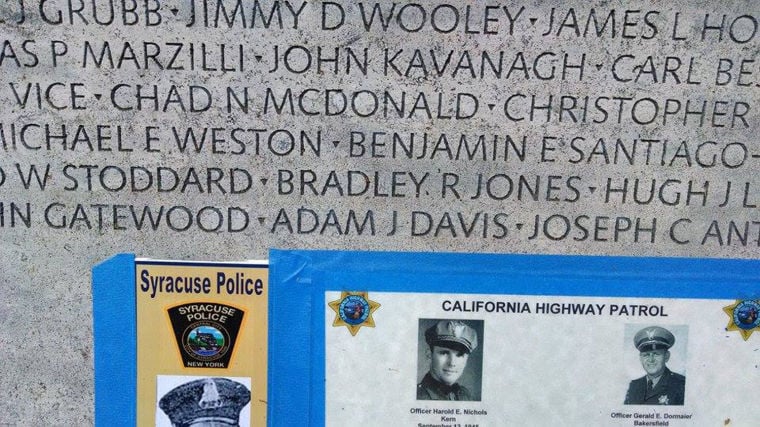 J GRUBB · JIMMY D WOOLEY · JAMES L HO
AS P MARZILLI · JOHN KAVANAGH · CARL BE
VICE · CHAD N MCDONALD · CHRISTOPHER
ICHAEL E WESTON · BENJAMIN E SANTIAGO-
W STODDARD · BRADLEY R JONES · HUGH J L
IN GATEWOOD · ADAM J DAVIS · JOSEPH C ANT
Syracuse Police
SYRACUSE
POLICE
NEW YORK
CALIFORNIA HIGHWAY PATROL
Officer Harold E. Nichols
Kern
Officer Gerald E. Dormaier
Bakersfield